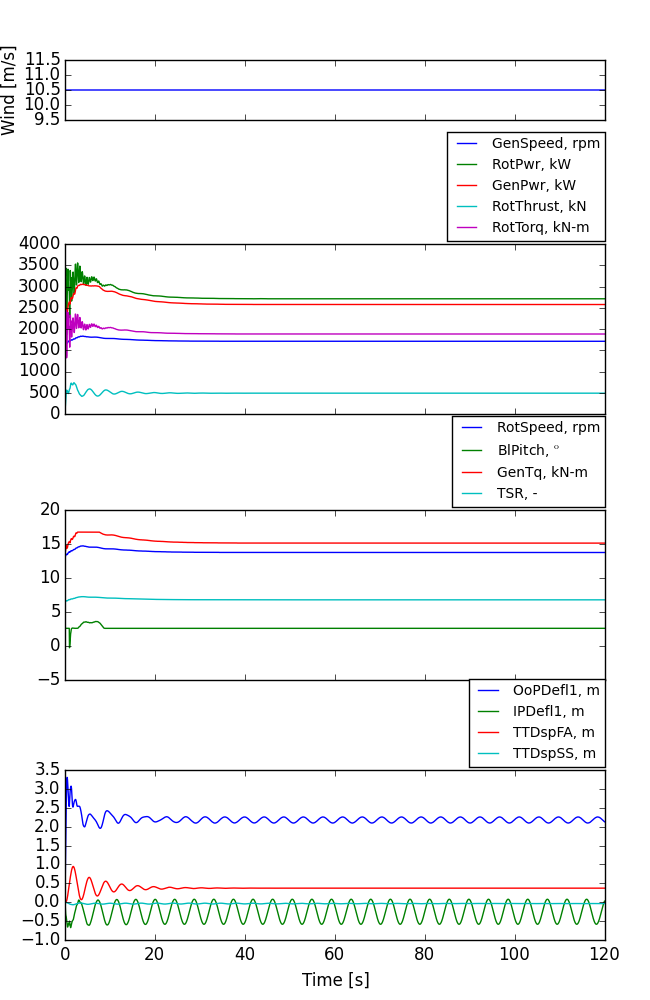 Wind [m/s]
11.5
11.0
10.5
10.0
9.5
GenSpeed, rpm
RotPwr, kW
GenPwr, kW
RotThrust, kN
RotTorq, kN-m
4000
3500
3000
2500
2000
1500
1000
500
0
RotSpeed, rpm
BlPitch, °
GenTq, kN-m
TSR, -
20
15
10
5
0
−5
OoPDefl1, m
IPDefl1, m
TTDspFA, m
TTDspSS, m
3.5
3.0
2.5
2.0
1.5
1.0
0.5
0.0
−0.5
−1.0
0 20 40 60 80 100 120
Time [s]